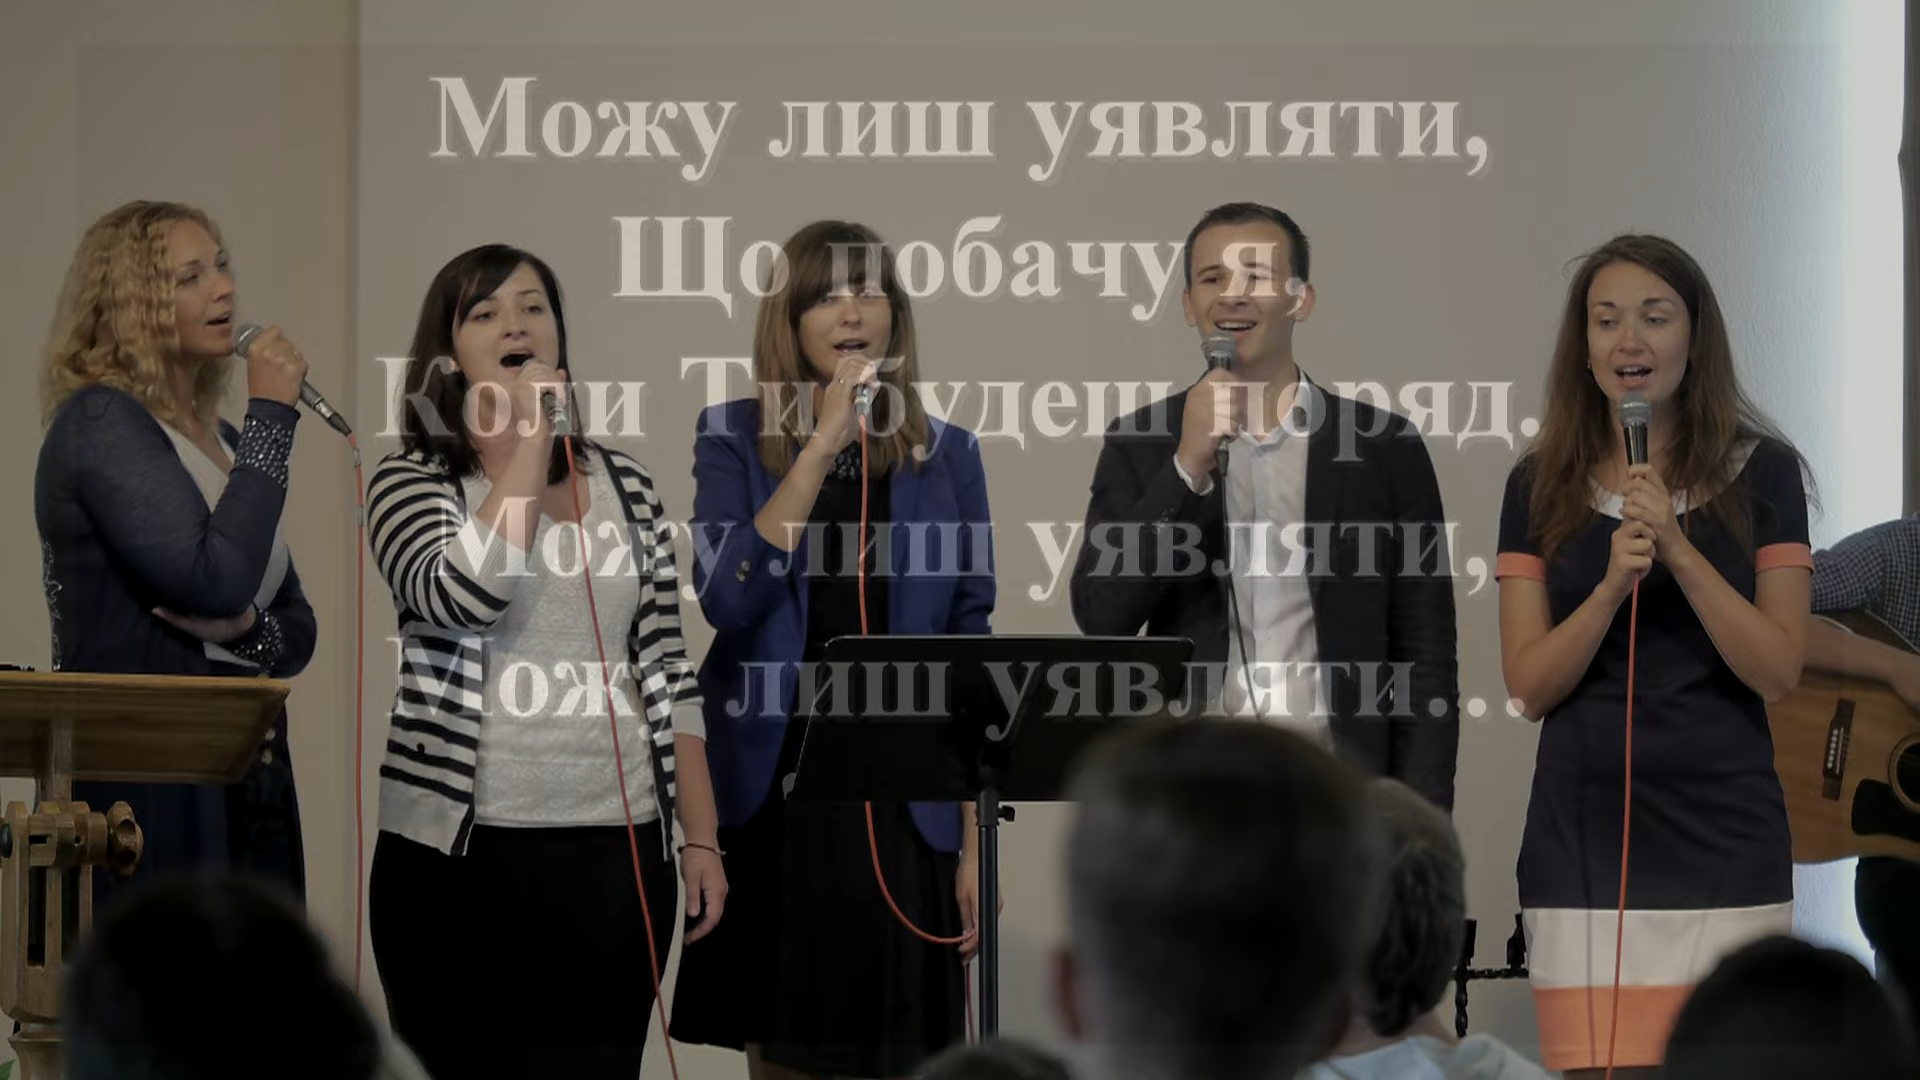 Можу лиш уявляти,
Що побачу я,
Коли Ти будеш поряд.
Можу лиш уявляти,
Можу лиш уявляти…